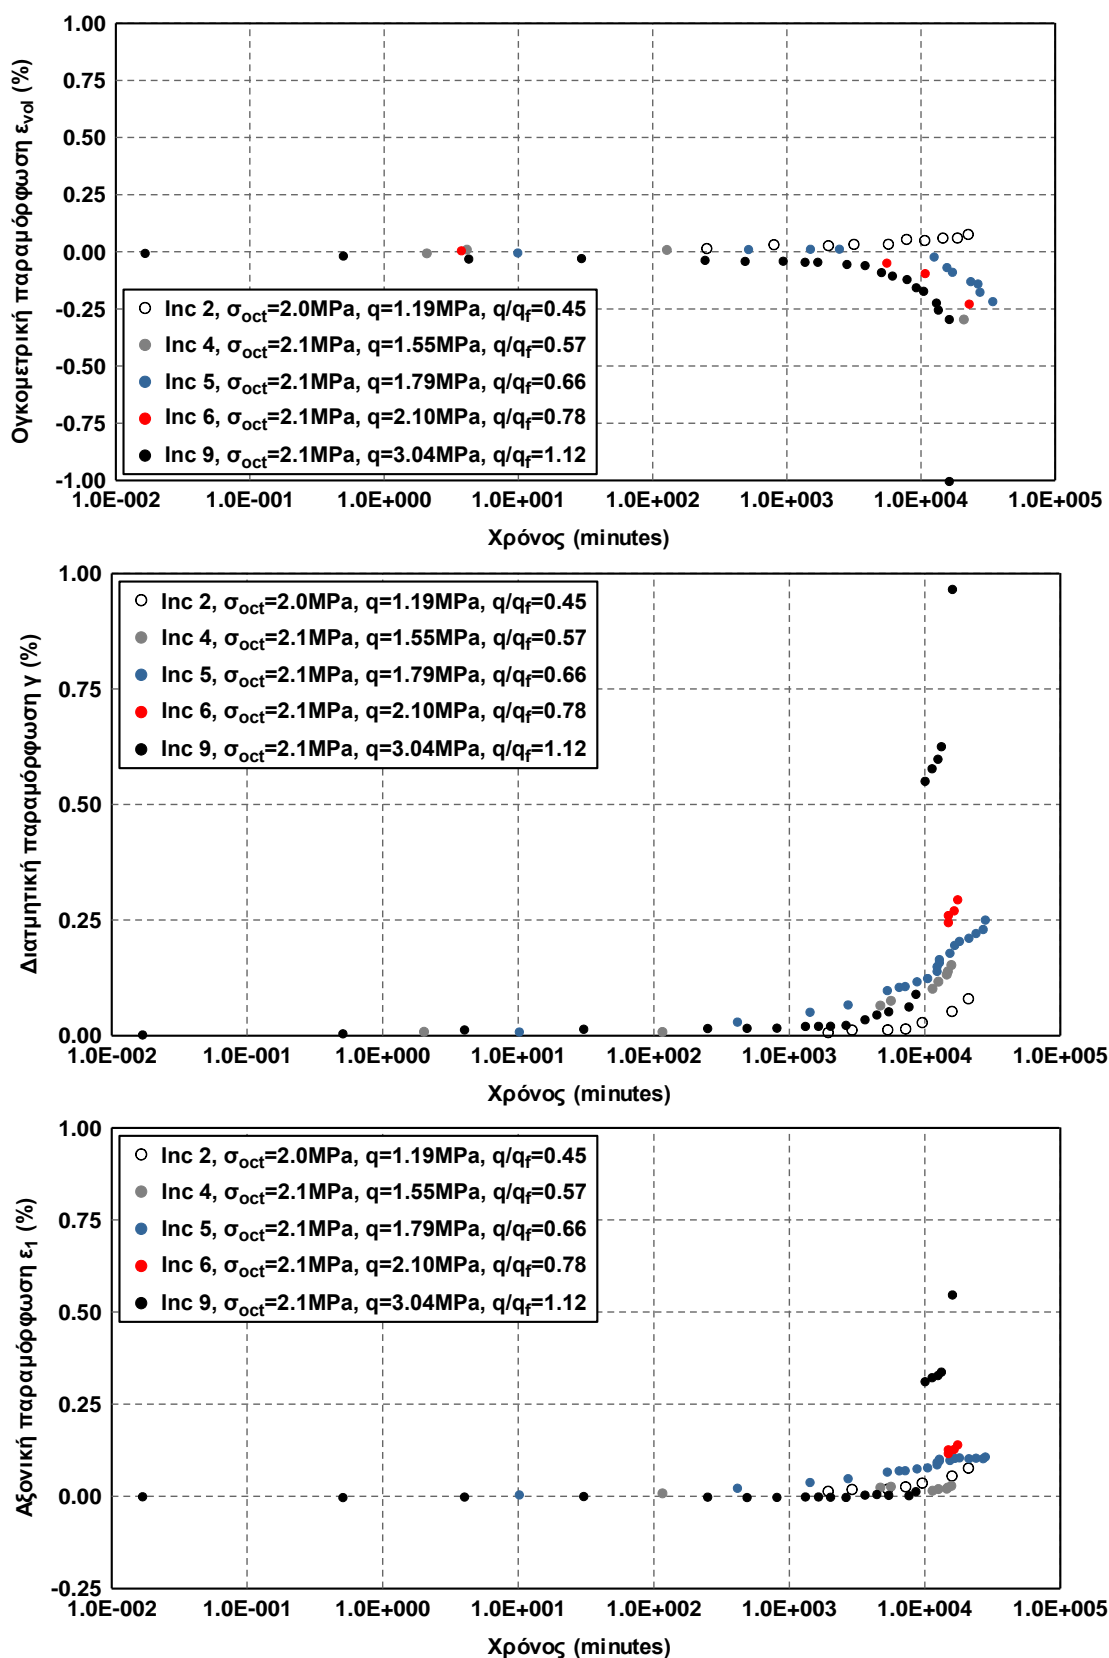 Ογκομετρική παραμόρφωση εvol (%)
1.00
0.75
0.50
0.25
0.00
-0.25
-0.50
-0.75
-1.00
Inc 2, σoct=2.0MPa, q=1.19MPa, q/qf=0.45
Inc 4, σoct=2.1MPa, q=1.55MPa, q/qf=0.57
Inc 5, σoct=2.1MPa, q=1.79MPa, q/qf=0.66
Inc 6, σoct=2.1MPa, q=2.10MPa, q/qf=0.78
Inc 9, σoct=2.1MPa, q=3.04MPa, q/qf=1.12
1.0E-002 1.0E-001 1.0E+000 1.0E+001 1.0E+002 1.0E+003 1.0E+004 1.0E+005
Χρόνος (minutes)
Διατμητική παραμόρφωση γ (%)
1.00
0.75
0.50
0.25
0.00
Inc 2, σoct=2.0MPa, q=1.19MPa, q/qf=0.45
Inc 4, σoct=2.1MPa, q=1.55MPa, q/qf=0.57
Inc 5, σoct=2.1MPa, q=1.79MPa, q/qf=0.66
Inc 6, σoct=2.1MPa, q=2.10MPa, q/qf=0.78
Inc 9, σoct=2.1MPa, q=3.04MPa, q/qf=1.12
1.0E-002 1.0E-001 1.0E+000 1.0E+001 1.0E+002 1.0E+003 1.0E+004 1.0E+005
Χρόνος (minutes)
Αξονική παραμόρφωση ε1 (%)
1.00
0.75
0.50
0.25
0.00
-0.25
Inc 2, σoct=2.0MPa, q=1.19MPa, q/qf=0.45
Inc 4, σoct=2.1MPa, q=1.55MPa, q/qf=0.57
Inc 5, σoct=2.1MPa, q=1.79MPa, q/qf=0.66
Inc 6, σoct=2.1MPa, q=2.10MPa, q/qf=0.78
Inc 9, σoct=2.1MPa, q=3.04MPa, q/qf=1.12
1.0E-002 1.0E-001 1.0E+000 1.0E+001 1.0E+002 1.0E+003 1.0E+004 1.0E+005
Χρόνος (minutes)